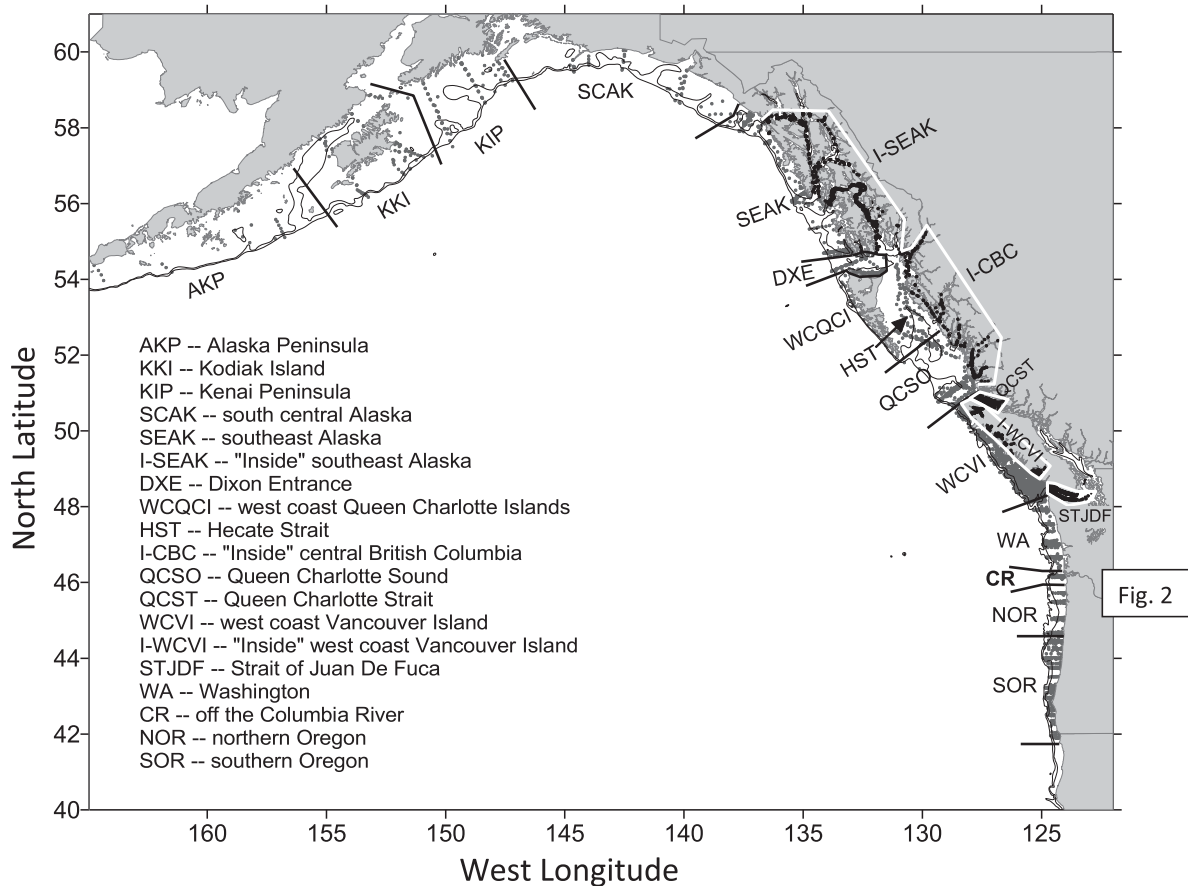 60
58
56
54
52
50
48
46
44
42
40
North Latitude
160
155
150
145
140
135
130
125
West Longitude
SCAK
KIP
KKI
AKP
I-SEAK
SEAK
I-CBC
DXE
WCQCI
HST
QCSO
QCST
I-WCVI
WCVI
STJDF
WA
CR
NOR
SOR
Fig. 2
AKP -- Alaska Peninsula
KKI -- Kodiak Island
KIP -- Kenai Peninsula
SCAK -- south central Alaska
SEAK -- southeast Alaska
I-SEAK -- "Inside" southeast Alaska
DXE -- Dixon Entrance
WCQCI -- west coast Queen Charlotte Islands
HST -- Hecate Strait
I-CBC -- "Inside" central British Columbia
QCSO -- Queen Charlotte Sound
QCST -- Queen Charlotte Strait
WCVI -- west coast Vancouver Island
I-WCVI -- "Inside" west coast Vancouver Island
STJDF -- Strait of Juan De Fuca
WA -- Washington
CR -- off the Columbia River
NOR -- northern Oregon
SOR -- southern Oregon